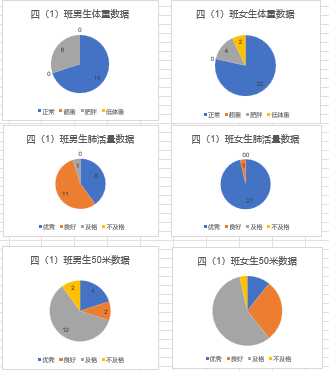 四（1）班男生体重数据
0
6
0
14
正常 超重 肥胖 低体重
四（1）班女生体重数据
2
4
0
22
正常 超重 肥胖 低体重
四（1）班男生肺活量数据
0
1
8
11
优秀 良好 及格 不及格
四（1）班女生肺活量数据
00
1
27
优秀 良好 及格 不及格
四（1）班男生50米数据
2
4
2
12
优秀 良好 及格 不及格
四（1）班女生50米数据
优秀 良好 及格 不及格